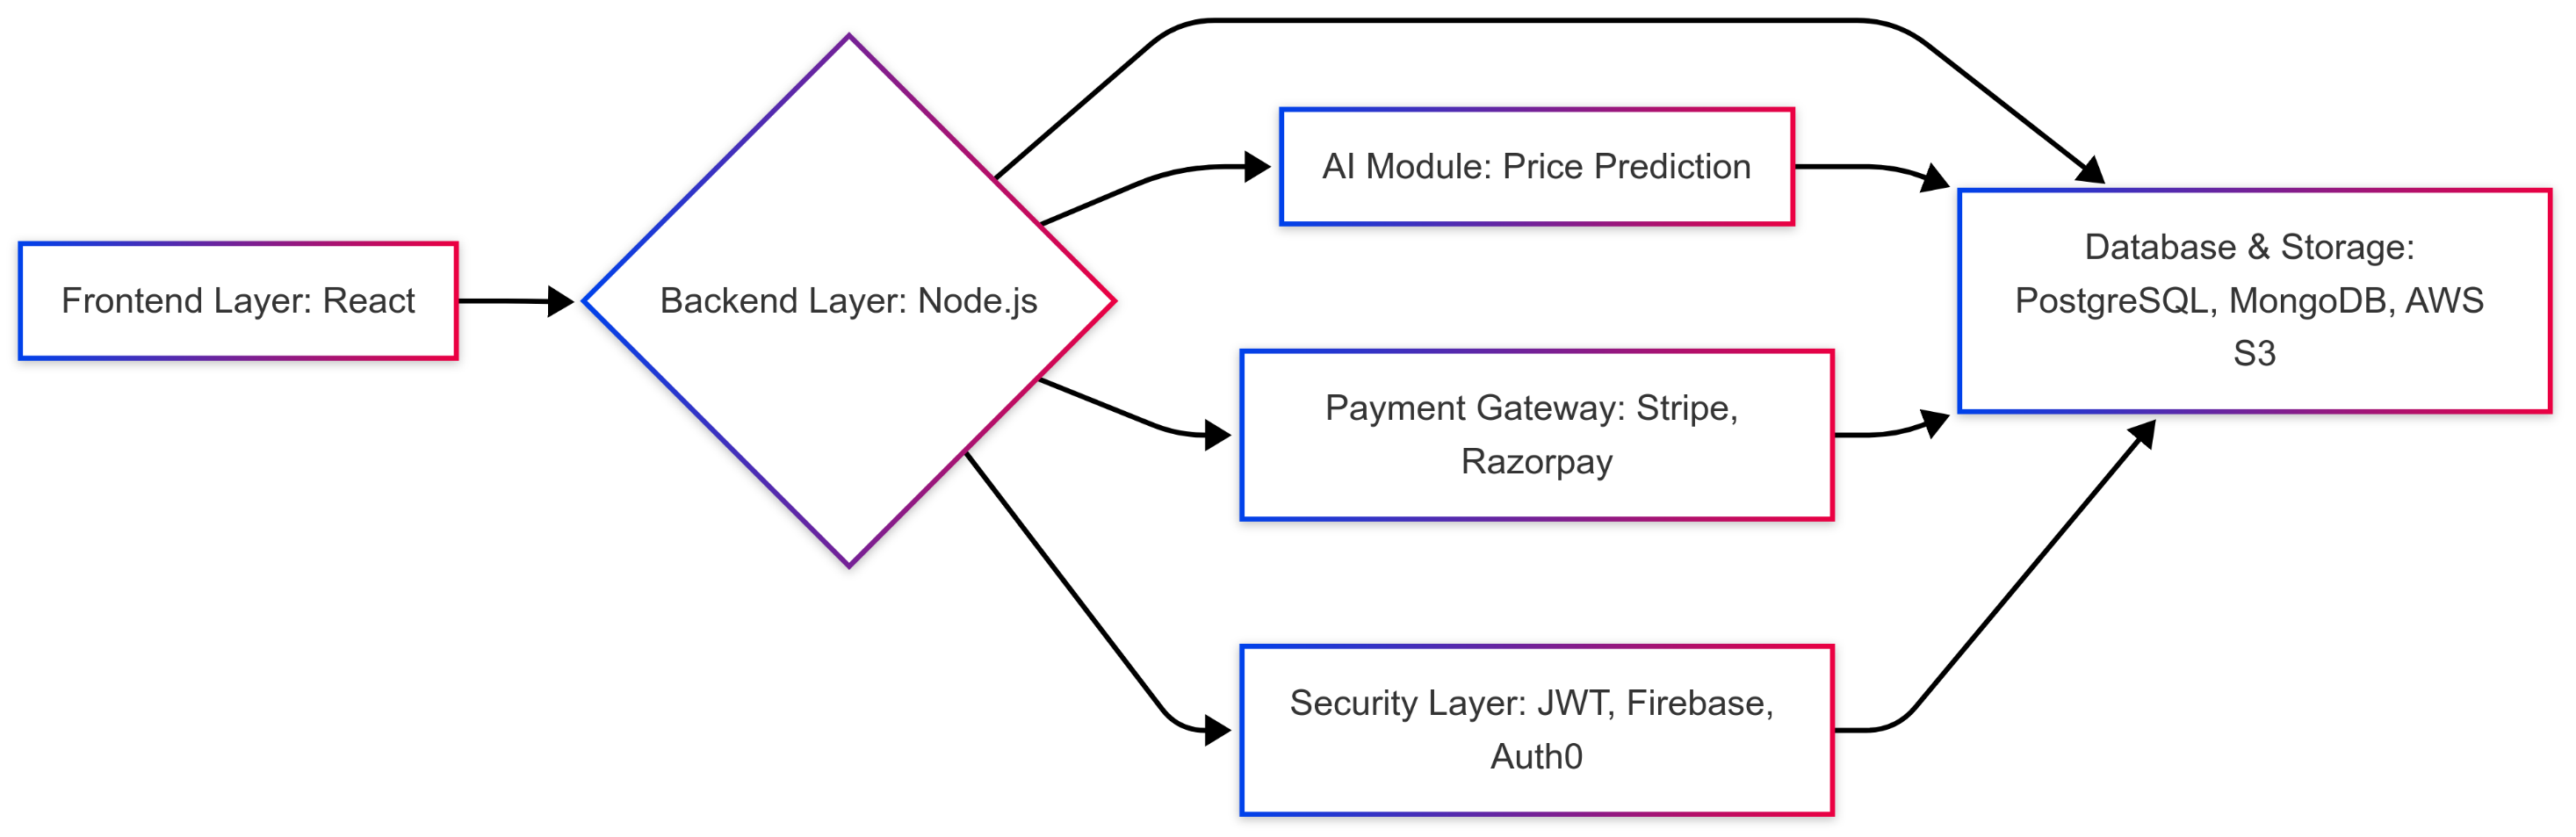 Frontend Layer: React
Backend Layer: Node.js
AI Module: Price Prediction
Payment Gateway: Stripe,
Razorpay
Security Layer: JWT, Firebase,
Auth0
Database & Storage:
PostgreSQL, MongoDB, AWS
S3